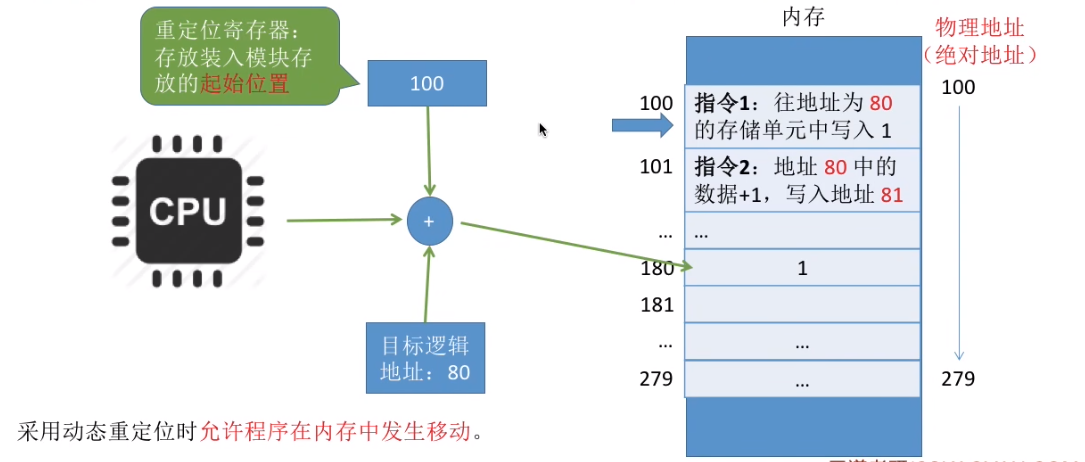 重定位寄存器：
存放装入模块存
放的起始位置
100
CPU
+
目标逻辑
地址：80
内存
物理地址
（绝对地址）
100
指令1：往地址为 80
的存储单元中写入 1
100
101
指令2：地址 80 中的
数据+1，写入地址 81
...
...
180
1
181
...
...
279
...
279
采用动态重定位时允许程序在内存中发生移动。